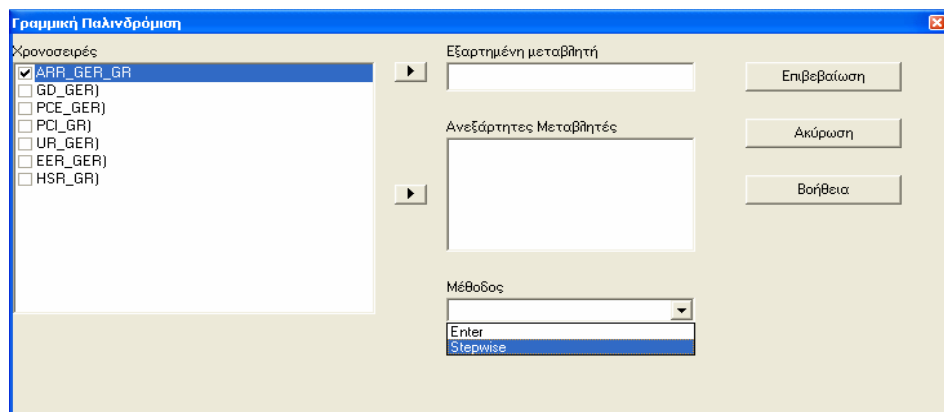 Γραμμική Παλινδρόμιση
Χρονοσειρές
ARR_GER_GR
GD_GER)
PCE_GER)
PCI_GR)
UR_GER)
EER_GER)
HSR_GR)
Εξαρτημένη μεταβλητή
Ανεξάρτητες Μεταβλητές
Μέθοδος
Enter
Stepwise
Επιβεβαίωση
Ακύρωση
Βοήθεια